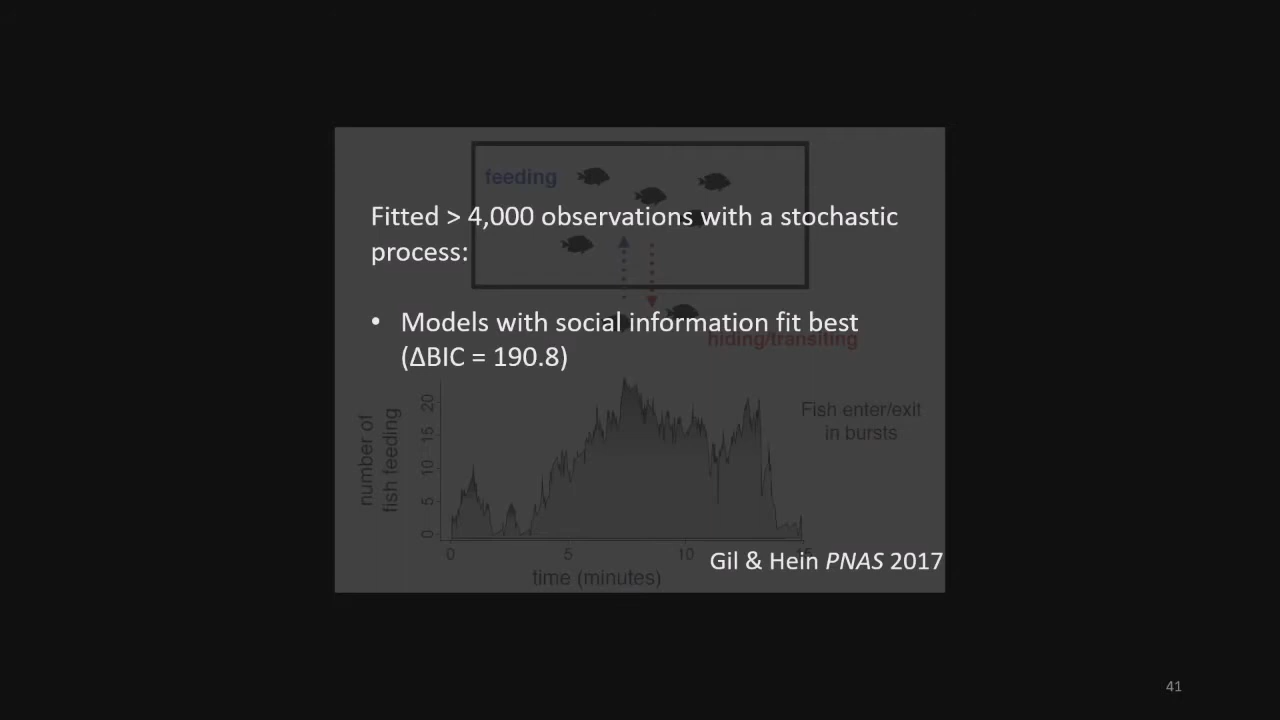 feeding
Fitted > 4,000 observations with a stochastic
process:
• Models with social information fit best
hiding/transiting
(ΔBIC = 190.8)
number of
fish feeding
20
15
10
5
0
Fish enter/exit
in bursts
0 5 10 15
time (minutes)
Gil & Hein PNAS 2017
41